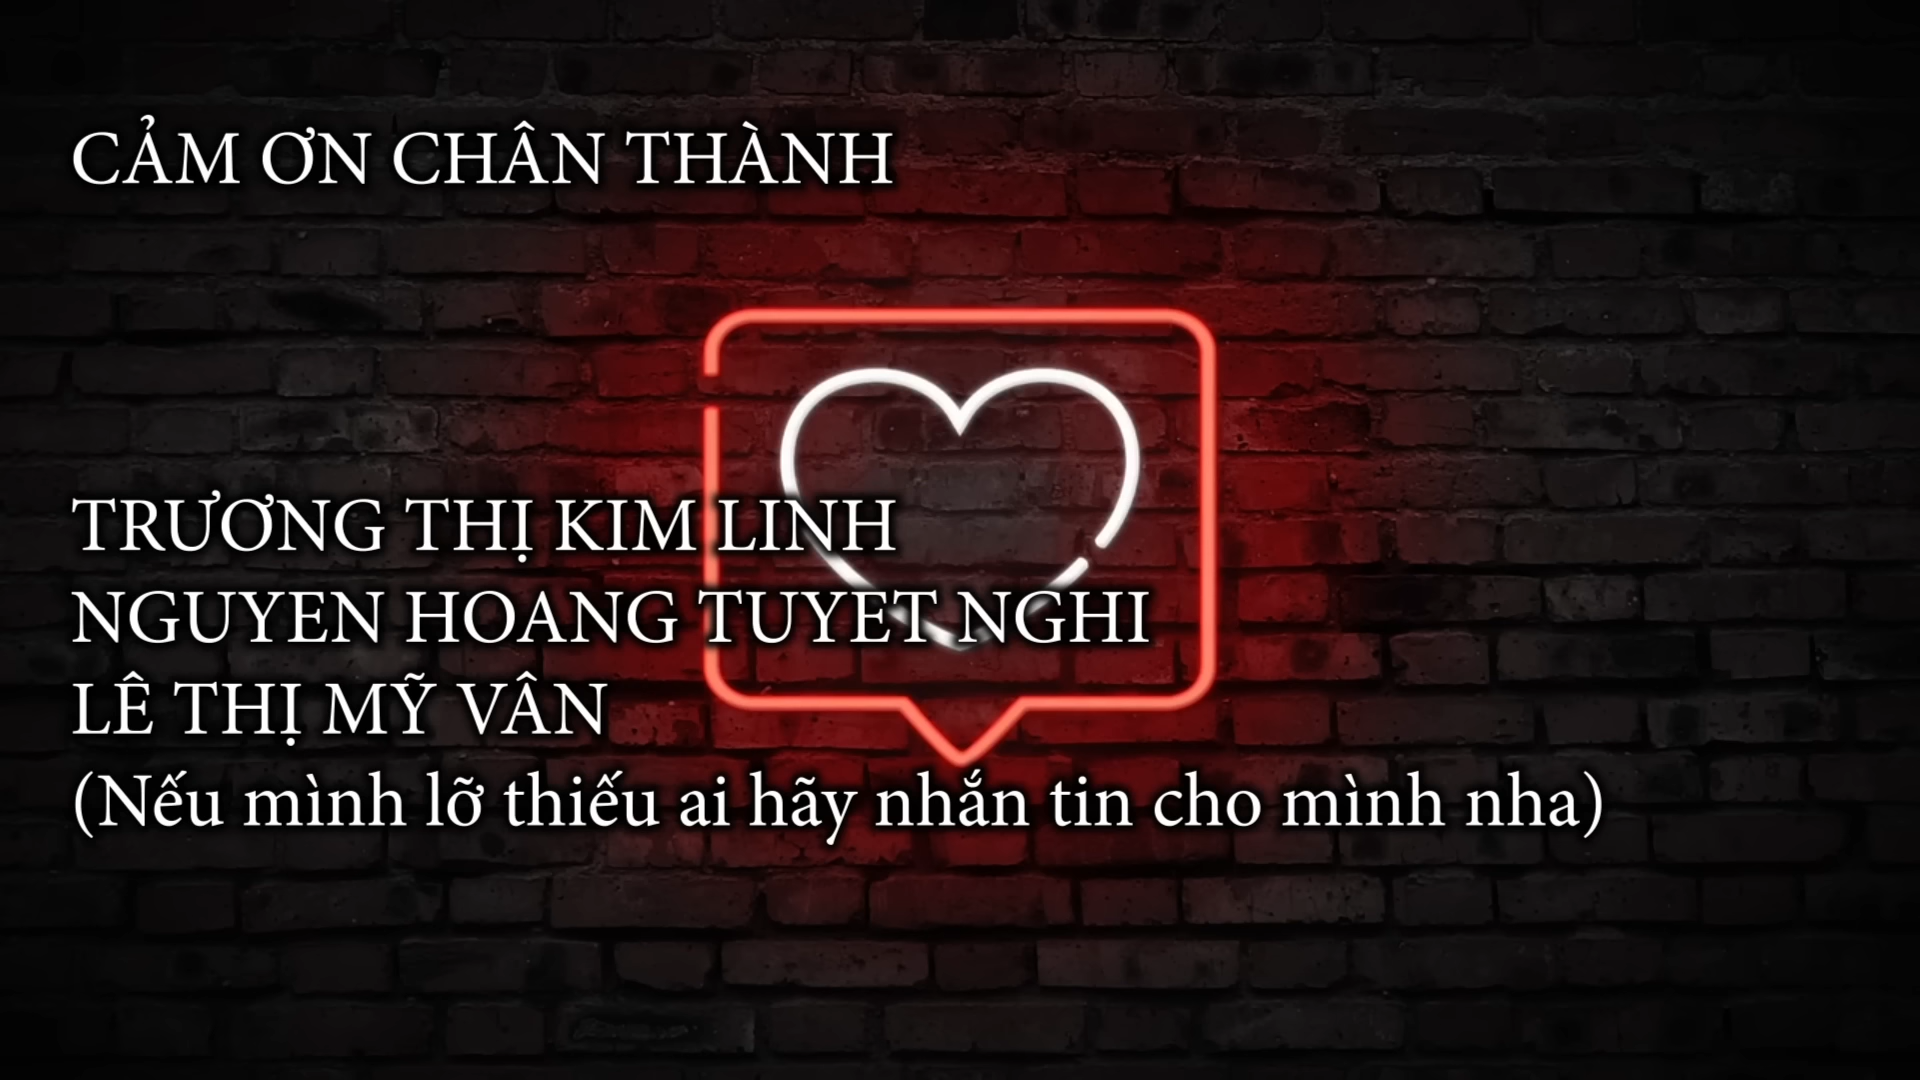 CẢM ƠN CHÂN THÀNH
TRƯƠNG THỊ KIM LINH
NGUYEN HOANG TUYET NGHI
LÊ THỊ MỸ VÂN
(Nếu mình lỡ thiếu ai hãy nhắn tin cho mình nha)